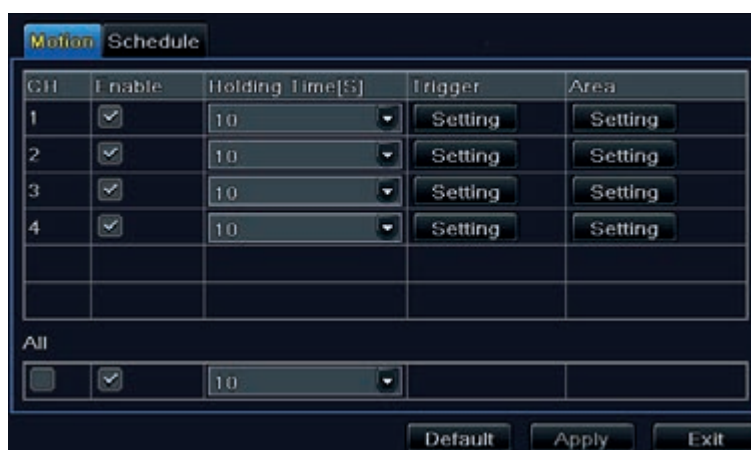 Motion Schedule
CH Enable Holding Time[S] Trigger Area
1 10 Setting Setting
2 10 Setting Setting
3 10 Setting Setting
4 10 Setting Setting
All
10
Default Apply Exit